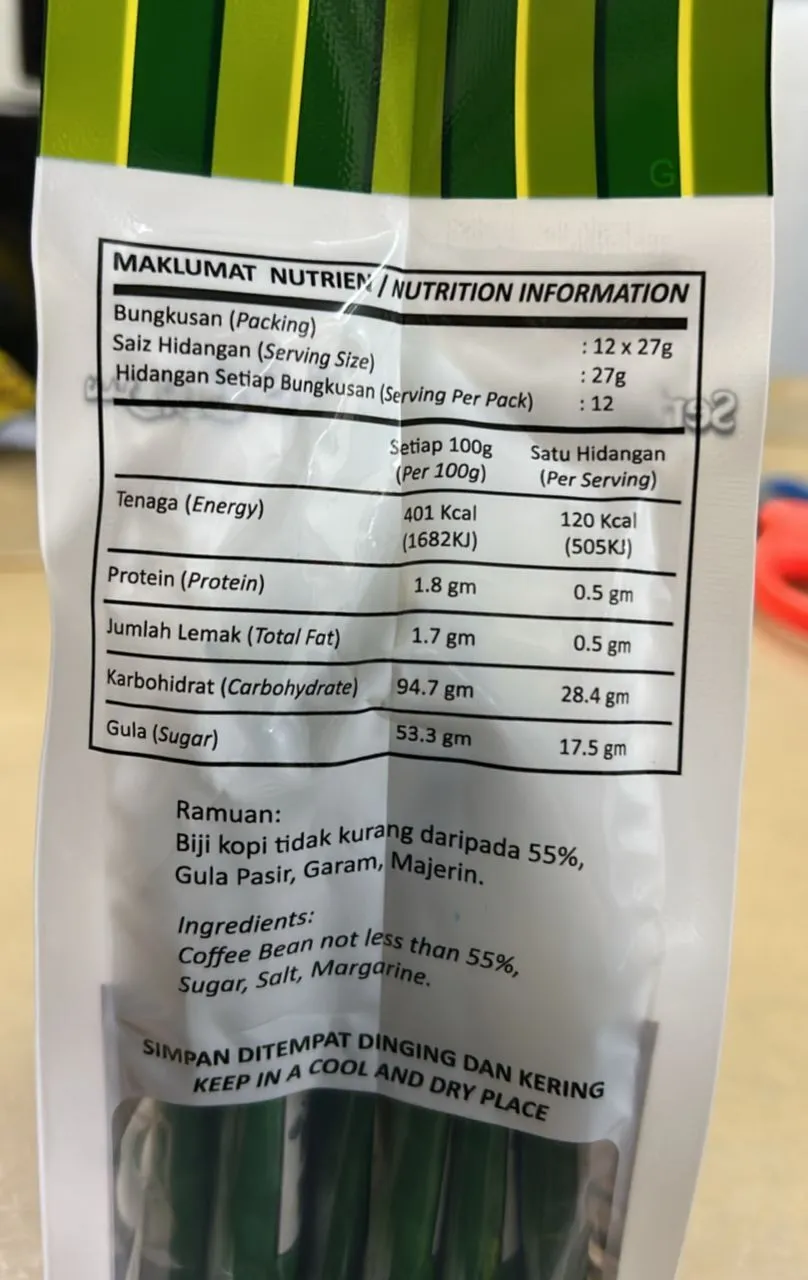 MAKLUMAT NUTRIEN / NUTRITION INFORMATION
Bungkusan (Packing) : 12 x 27g
Saiz Hidangan (Serving Size) : 27g
Hidangan Setiap Bungkusan (Serving Per Pack) : 12
Setiap 100g Satu Hidangan
(Per 100g) (Per Serving)
Tenaga (Energy) 401 Kcal 120 Kcal
(1682KJ) (505KJ)
Protein (Protein) 1.8 gm 0.5 gm
Jumlah Lemak (Total Fat) 1.7 gm 0.5 gm
Karbohidrat (Carbohydrate) 94.7 gm 28.4 gm
Gula (Sugar) 53.3 gm 17.5 gm
Ramuan:
Biji kopi tidak kurang daripada 55%,
Gula Pasir, Garam, Majerin.
Ingredients:
Coffee Bean not less than 55%,
Sugar, Salt, Margarine.
SIMPAN DITEMPAT DINGING DAN KERING
KEEP IN A COOL AND DRY PLACE